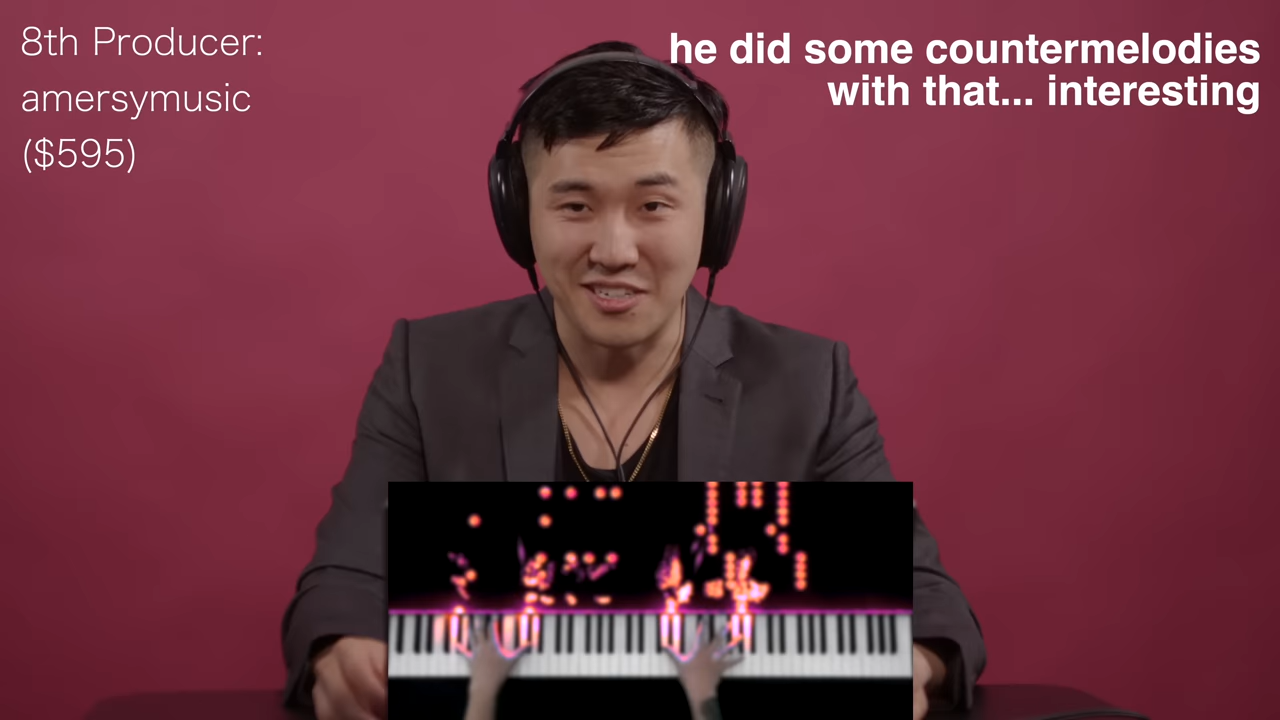 8th Producer:
amersymusic
($595)
he did some countermelodies
with that... interesting